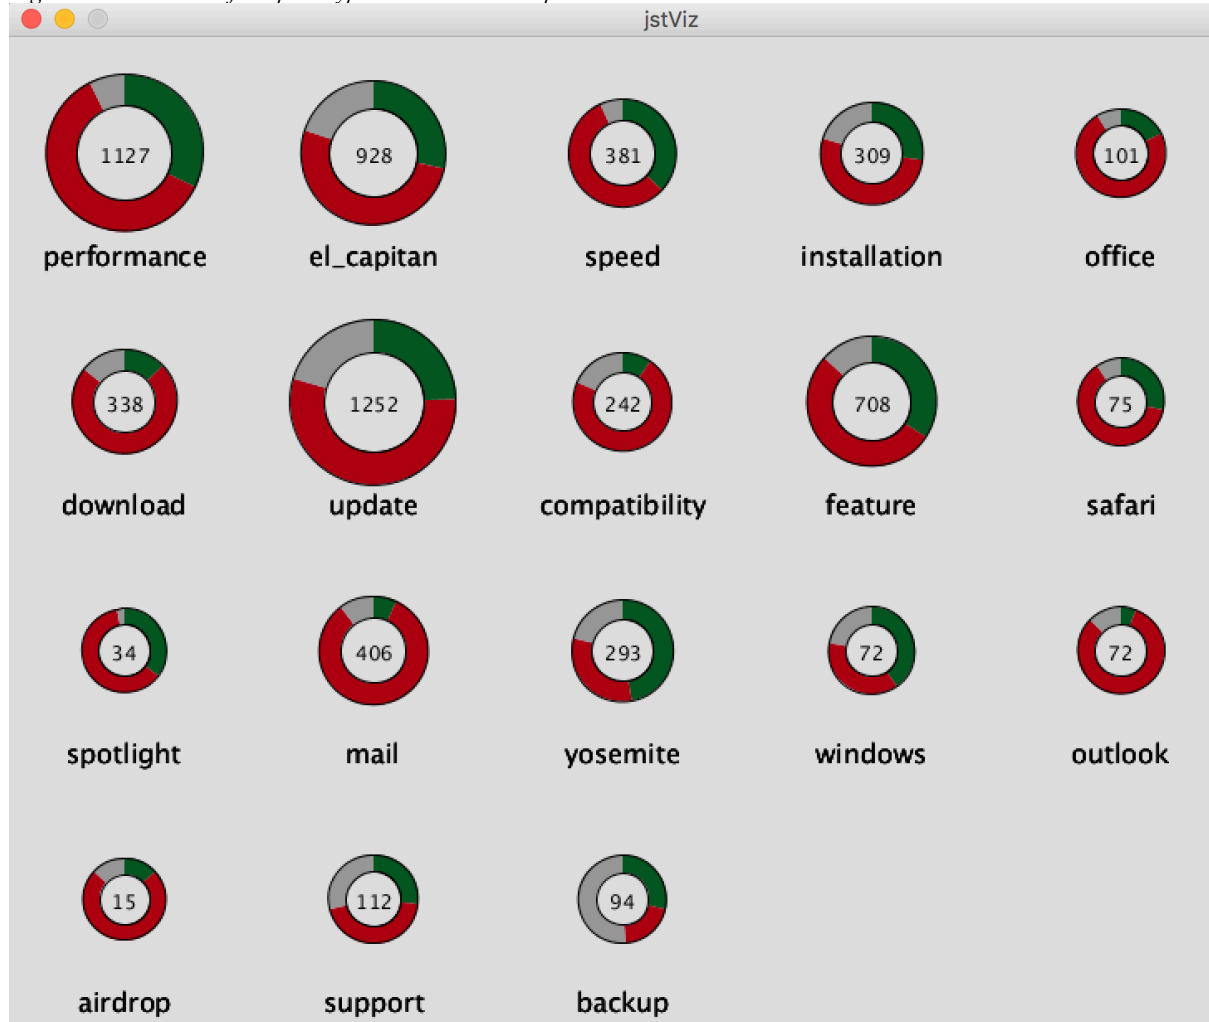 jstViz
1127 928 381 309 101
performance el_capitan speed installation office
338 1252 242 708 75
download update compatibility feature safari
34 406 293 72 72
spotlight mail yosemite windows outlook
15 112 94
airdrop support backup